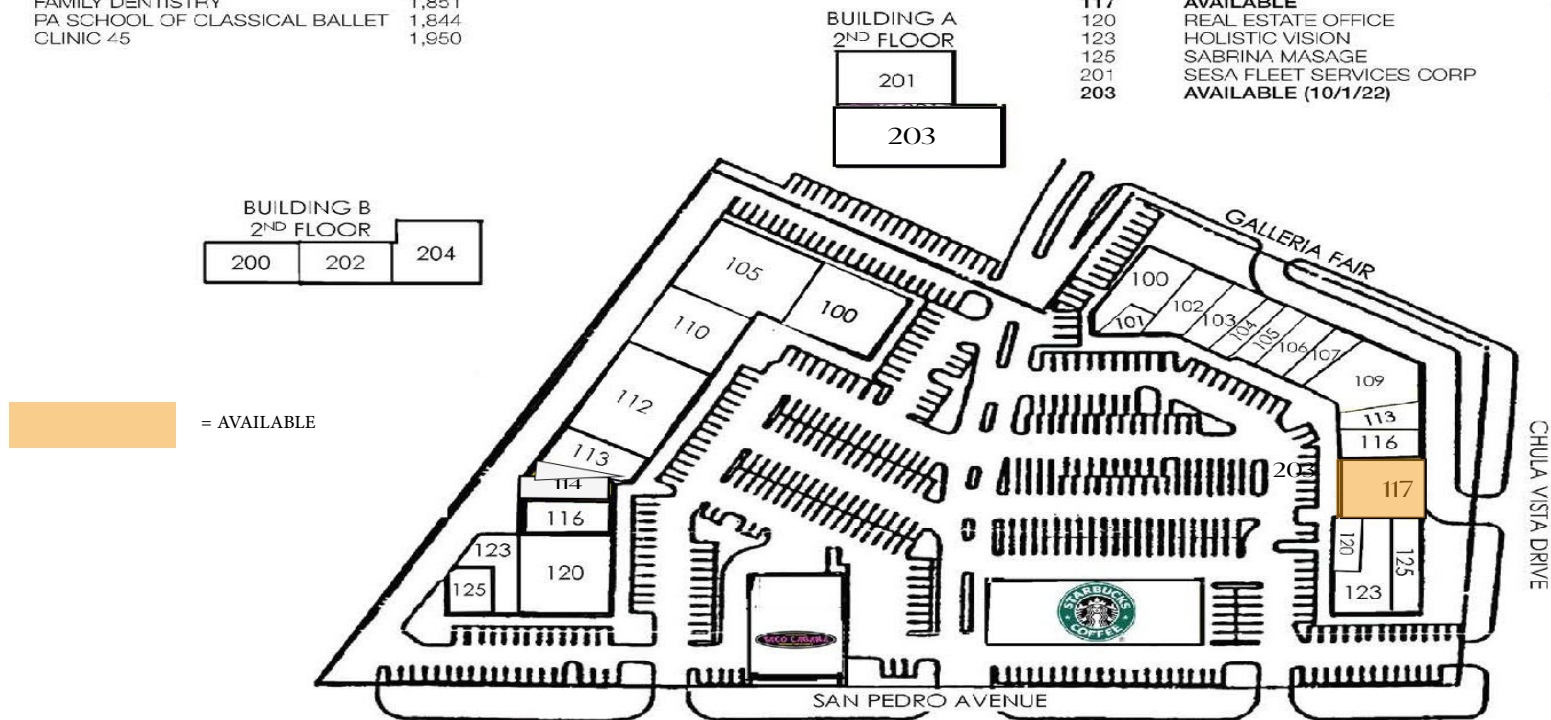 FAMILY DENTISTRY 1,851
PA SCHOOL OF CLASSICAL BALLET 1,844
CLINIC 45 1,950
117 AVAILABLE
120 REAL ESTATE OFFICE
123 HOLISTIC VISION
125 SABRINA MASAGE
201 SESA FLEET SERVICES CORP
203 AVAILABLE (10/1/22)
BUILDING A
2ND FLOOR
201
203
BUILDING B
2ND FLOOR
200 202 204
= AVAILABLE
105
100
110
112
113
114
116
123
120
125
GALLERIA FAIR
100
101
102
103
104
105
106
107
109
113
116
203
117
120
125
123
CHULA VISTA DRIVE
TACO CABANA
STARBUCKS
COFFEE
®
SAN PEDRO AVENUE